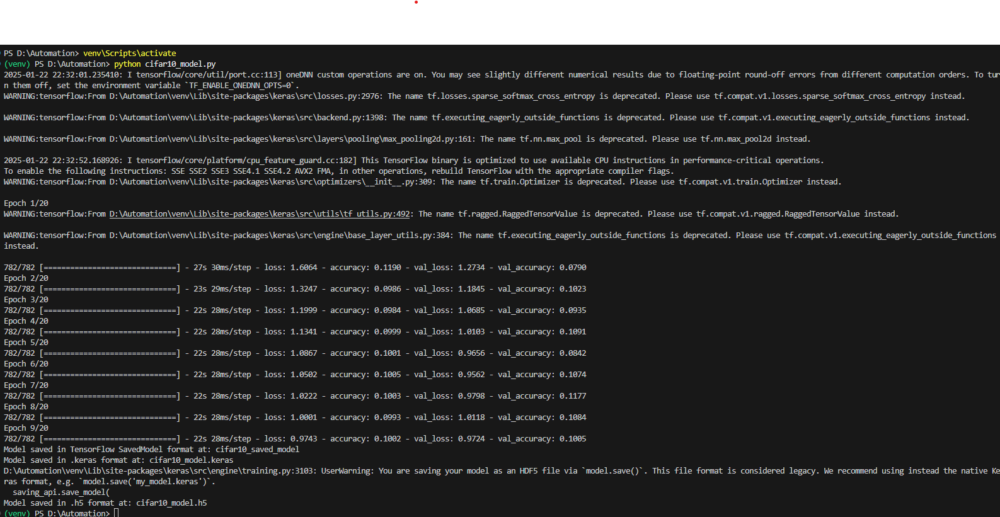 PS D:\Automation> venv\Scripts\activate
(venv) PS D:\Automation> python cifar10_model.py
2025-01-22 22:32:01.235410: I tensorflow/core/util/port.cc:113] oneDNN custom operations are on. You may see slightly different numerical results due to floating-point round-off errors from different computation orders. To tur
n them off, set the environment variable `TF_ENABLE_ONEDNN_OPTS=0`.
WARNING:tensorflow:From D:\Automation\venv\Lib\site-packages\keras\src\losses.py:2976: The name tf.losses.sparse_softmax_cross_entropy is deprecated. Please use tf.compat.v1.losses.sparse_softmax_cross_entropy instead.
WARNING:tensorflow:From D:\Automation\venv\Lib\site-packages\keras\src\backend.py:1398: The name tf.executing_eagerly_outside_functions is deprecated. Please use tf.compat.v1.executing_eagerly_outside_functions instead.
WARNING:tensorflow:From D:\Automation\venv\Lib\site-packages\keras\src\layers\pooling\max_pooling2d.py:161: The name tf.nn.max_pool is deprecated. Please use tf.nn.max_pool2d instead.
2025-01-22 22:32:52.168926: I tensorflow/core/platform/cpu_feature_guard.cc:182] This TensorFlow binary is optimized to use available CPU instructions in performance-critical operations.
To enable the following instructions: SSE SSE2 SSE3 SSE4.1 SSE4.2 AVX2 FMA, in other operations, rebuild TensorFlow with the appropriate compiler flags.
WARNING:tensorflow:From D:\Automation\venv\Lib\site-packages\keras\src\optimizers\__init__.py:309: The name tf.train.Optimizer is deprecated. Please use tf.compat.v1.train.Optimizer instead.
Epoch 1/20
WARNING:tensorflow:From D:\Automation\venv\Lib\site-packages\keras\src\utils\tf_utils.py:492: The name tf.ragged.RaggedTensorValue is deprecated. Please use tf.compat.v1.ragged.RaggedTensorValue instead.
WARNING:tensorflow:From D:\Automation\venv\Lib\site-packages\keras\src\engine\base_layer_utils.py:384: The name tf.executing_eagerly_outside_functions is deprecated. Please use tf.compat.v1.executing_eagerly_outside_functions
instead.
782/782 [==============================] - 27s 30ms/step - loss: 1.6064 - accuracy: 0.1190 - val_loss: 1.2734 - val_accuracy: 0.0790
Epoch 2/20
782/782 [==============================] - 23s 29ms/step - loss: 1.3247 - accuracy: 0.0986 - val_loss: 1.1845 - val_accuracy: 0.1023
Epoch 3/20
782/782 [==============================] - 22s 28ms/step - loss: 1.1999 - accuracy: 0.0984 - val_loss: 1.0685 - val_accuracy: 0.0935
Epoch 4/20
782/782 [==============================] - 22s 28ms/step - loss: 1.1341 - accuracy: 0.0999 - val_loss: 1.0103 - val_accuracy: 0.1091
Epoch 5/20
782/782 [==============================] - 22s 28ms/step - loss: 1.0867 - accuracy: 0.1001 - val_loss: 0.9656 - val_accuracy: 0.0842
Epoch 6/20
782/782 [==============================] - 22s 28ms/step - loss: 1.0502 - accuracy: 0.1005 - val_loss: 0.9562 - val_accuracy: 0.1074
Epoch 7/20
782/782 [==============================] - 22s 28ms/step - loss: 1.0222 - accuracy: 0.1003 - val_loss: 0.9798 - val_accuracy: 0.1177
Epoch 8/20
782/782 [==============================] - 22s 28ms/step - loss: 1.0001 - accuracy: 0.0993 - val_loss: 1.0118 - val_accuracy: 0.1084
Epoch 9/20
782/782 [==============================] - 22s 28ms/step - loss: 0.9743 - accuracy: 0.1002 - val_loss: 0.9724 - val_accuracy: 0.1005
Model saved in TensorFlow SavedModel format at: cifar10_saved_model
Model saved in .keras format at: cifar10_model.keras
D:\Automation\venv\Lib\site-packages\keras\src\engine\training.py:3103: UserWarning: You are saving your model as an HDF5 file via `model.save()`. This file format is considered legacy. We recommend using instead the native Ke
ras format, e.g. `model.save('my_model.keras')`.
saving_api.save_model(
Model saved in .h5 format at: cifar10_model.h5
(venv) PS D:\Automation>